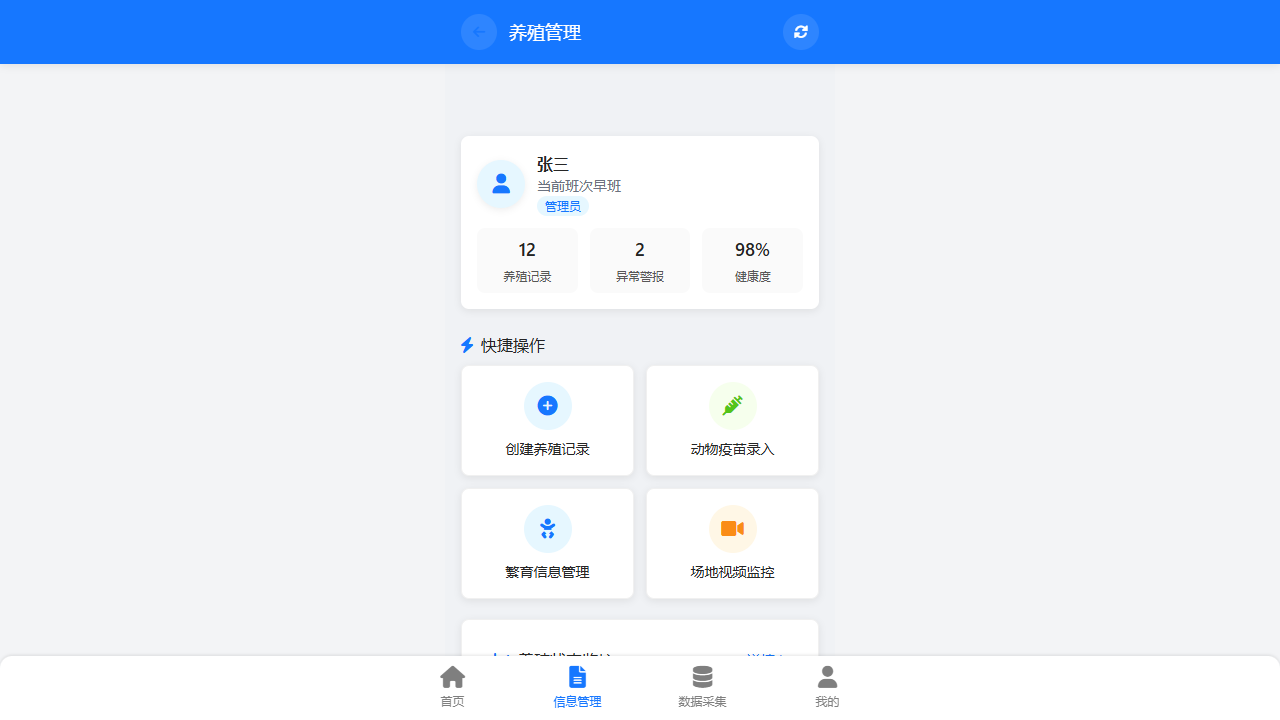 养殖管理
张三
当前班次早班
管理员
12
2
98%
养殖记录
异常警报
健康度
快捷操作
创建养殖记录
动物疫苗录入
繁育信息管理
场地视频监控
首页
信息管理
数据采集
我的